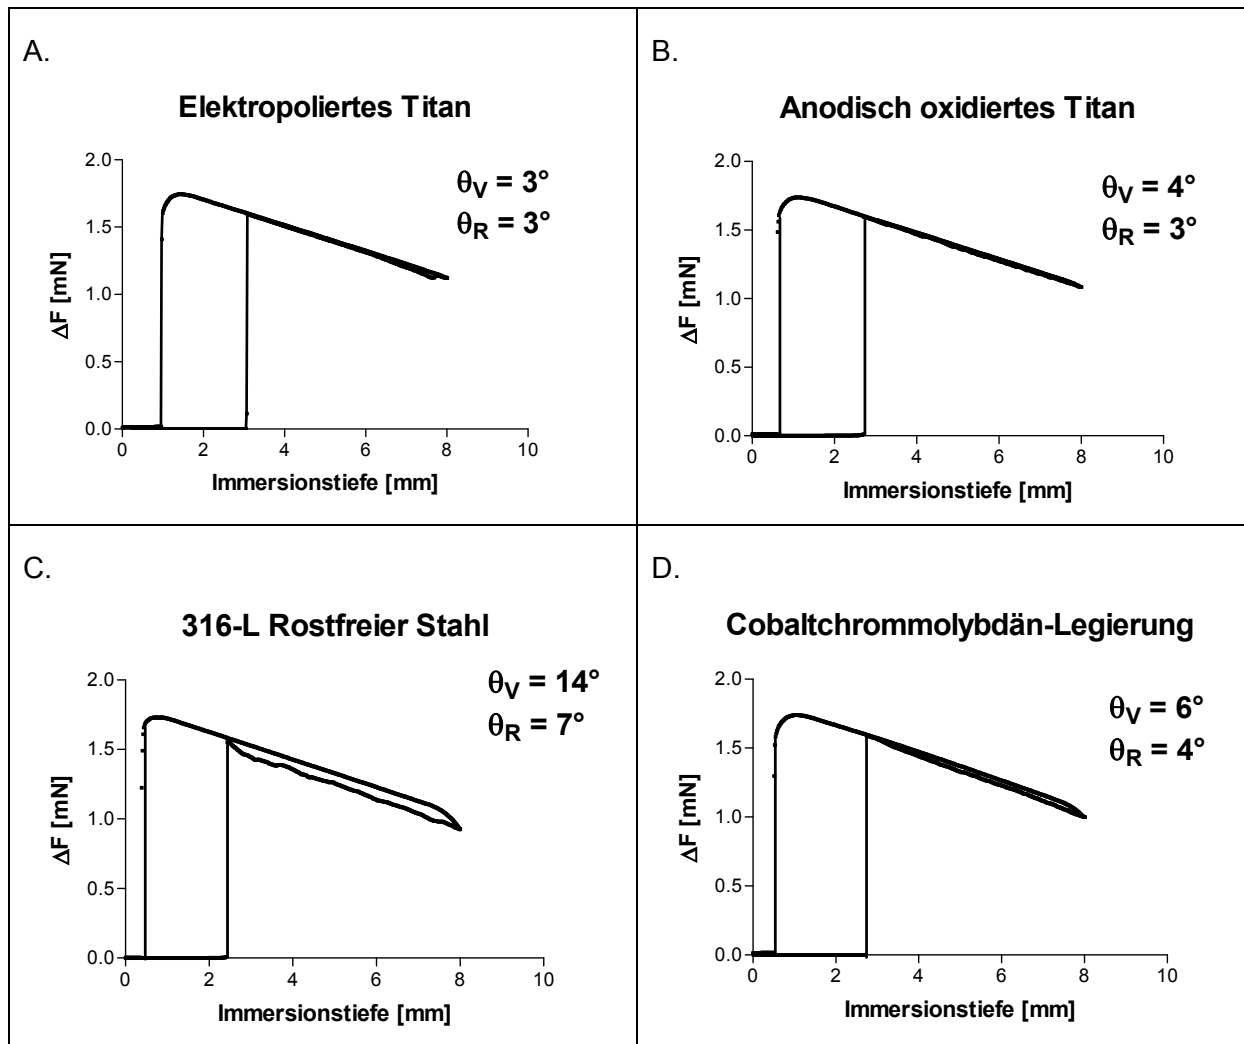 A.
Elektropoliertes Titan
θV = 3°
θR = 3°
2.0
1.5
1.0
0.5
0.0
ΔF [mN]
0 2 4 6 8 10
Immersionstiefe [mm]
B.
Anodisch oxidiertes Titan
θV = 4°
θR = 3°
2.0
1.5
1.0
0.5
0.0
ΔF [mN]
0 2 4 6 8 10
Immersionstiefe [mm]
C.
316-L Rostfreier Stahl
θV = 14°
θR = 7°
2.0
1.5
1.0
0.5
0.0
ΔF [mN]
0 2 4 6 8 10
Immersionstiefe [mm]
D.
Cobaltchrommolybdän-Legierung
θV = 6°
θR = 4°
2.0
1.5
1.0
0.5
0.0
ΔF [mN]
0 2 4 6 8 10
Immersionstiefe [mm]